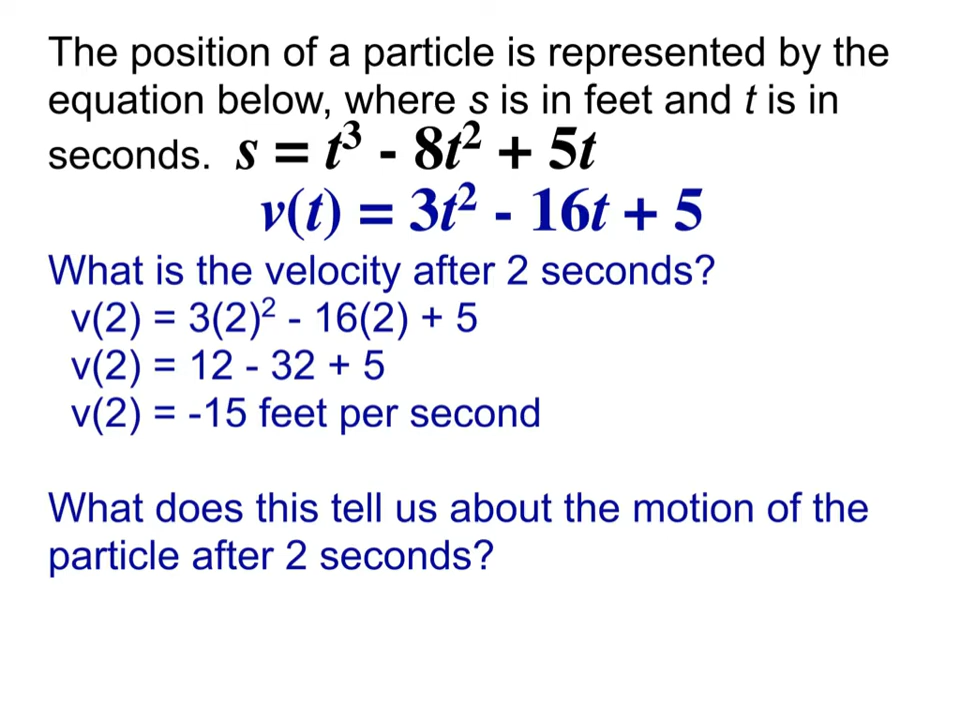 The position of a particle is represented by the
equation below, where s is in feet and t is in
seconds. s = t³ - 8t² + 5t
v(t) = 3t² - 16t + 5
What is the velocity after 2 seconds?
v(2) = 3(2)² - 16(2) + 5
v(2) = 12 - 32 + 5
v(2) = -15 feet per second
What does this tell us about the motion of the
particle after 2 seconds?